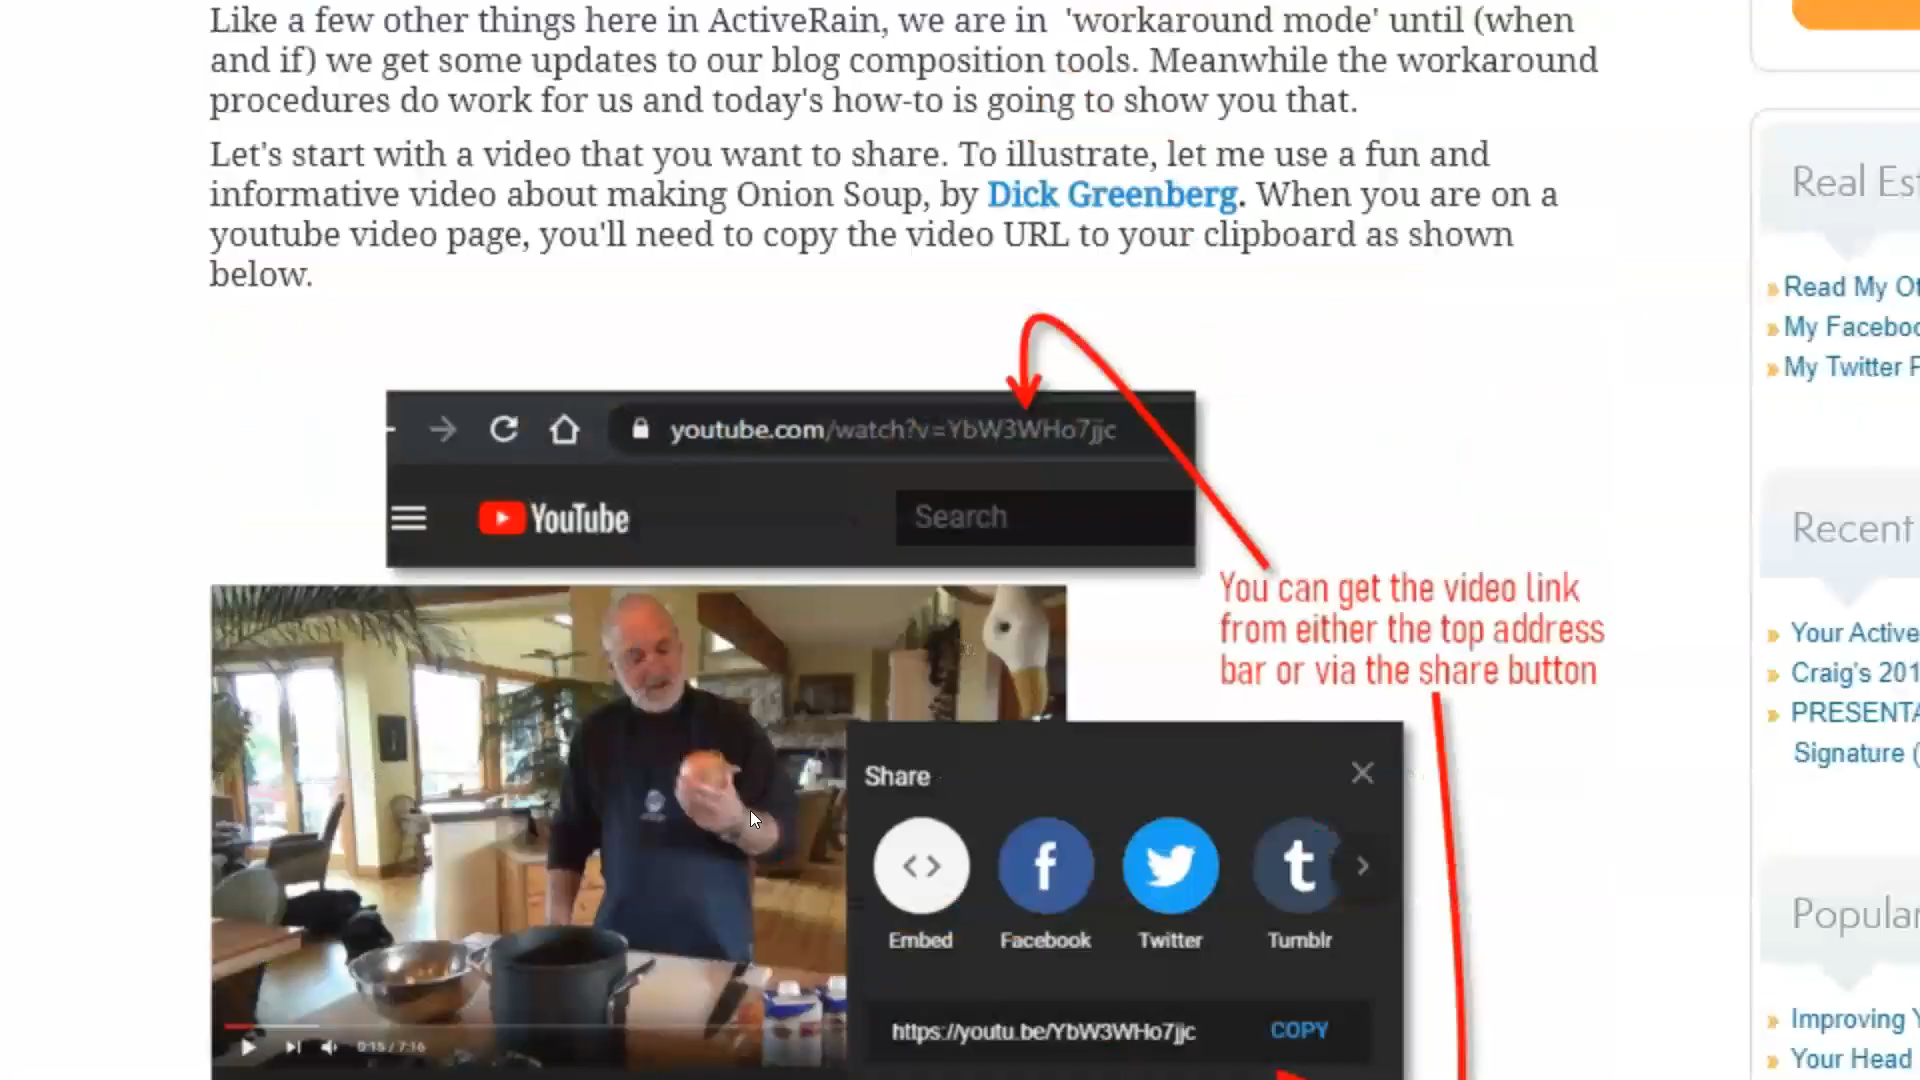 Like a few other things here in ActiveRain, we are in 'workaround mode' until (when
and if) we get some updates to our blog composition tools. Meanwhile the workaround
procedures do work for us and today's how-to is going to show you that.
Let's start with a video that you want to share. To illustrate, let me use a fun and
informative video about making Onion Soup, by Dick Greenberg. When you are on a
youtube video page, you'll need to copy the video URL to your clipboard as shown
below.
youtube.com/watch?v=YbW3WHo7jjc
YouTube
Search
You can get the video link
from either the top address
bar or via the share button
Share
Embed
Facebook
Twitter
Tumblr
https://youtu.be/YbW3WHo7jjc
COPY
0:15 / 7:16
Real Est
Read My Ot
My Faceboo
My Twitter P
Recent
Your Active
Craig's 201
PRESENTA
Signature (
Popular
Improving Y
Your Head